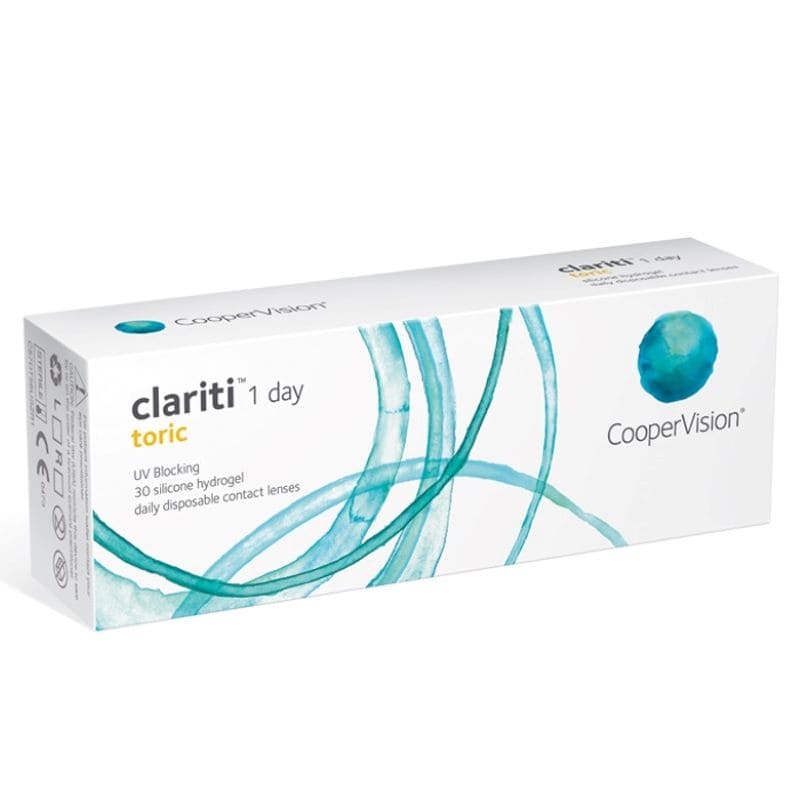 CooperVision®
clariti 1 day
toric
silicone hydrogel
daily disposable contact lenses
clariti™ 1 day
toric
UV Blocking
30 silicone hydrogel
daily disposable contact lenses
CooperVision®
STERILE
L
R